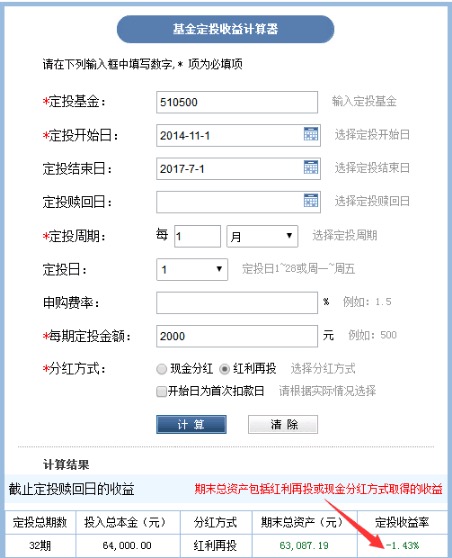 基金定投收益计算器
请在下列输入框中填写数字,* 项为必填项
*定投基金： 510500 输入定投基金
*定投开始日： 2014-11-1 选择定投开始日
定投结束日： 2017-7-1 选择定投结束日
定投赎回日： 选择定投赎回日
*定投周期： 每 1 月 选择定投周期
定投日： 1 定投日1~28或周一~周五
申购费率： % 例如：1.5
*每期定投金额： 2000 元 例如：500
*分红方式： 现金分红 红利再投 选择分红方式
开始日为首次扣款日 请根据实际情况选择
计 算 清 除
计算结果
截止定投赎回日的收益 期末总资产包括红利再投或现金分红方式取得的收益
定投总期数 投入总本金（元） 分红方式 期末总资产（元） 定投收益率
32期 64,000.00 红利再投 63,087.19 -1.43%